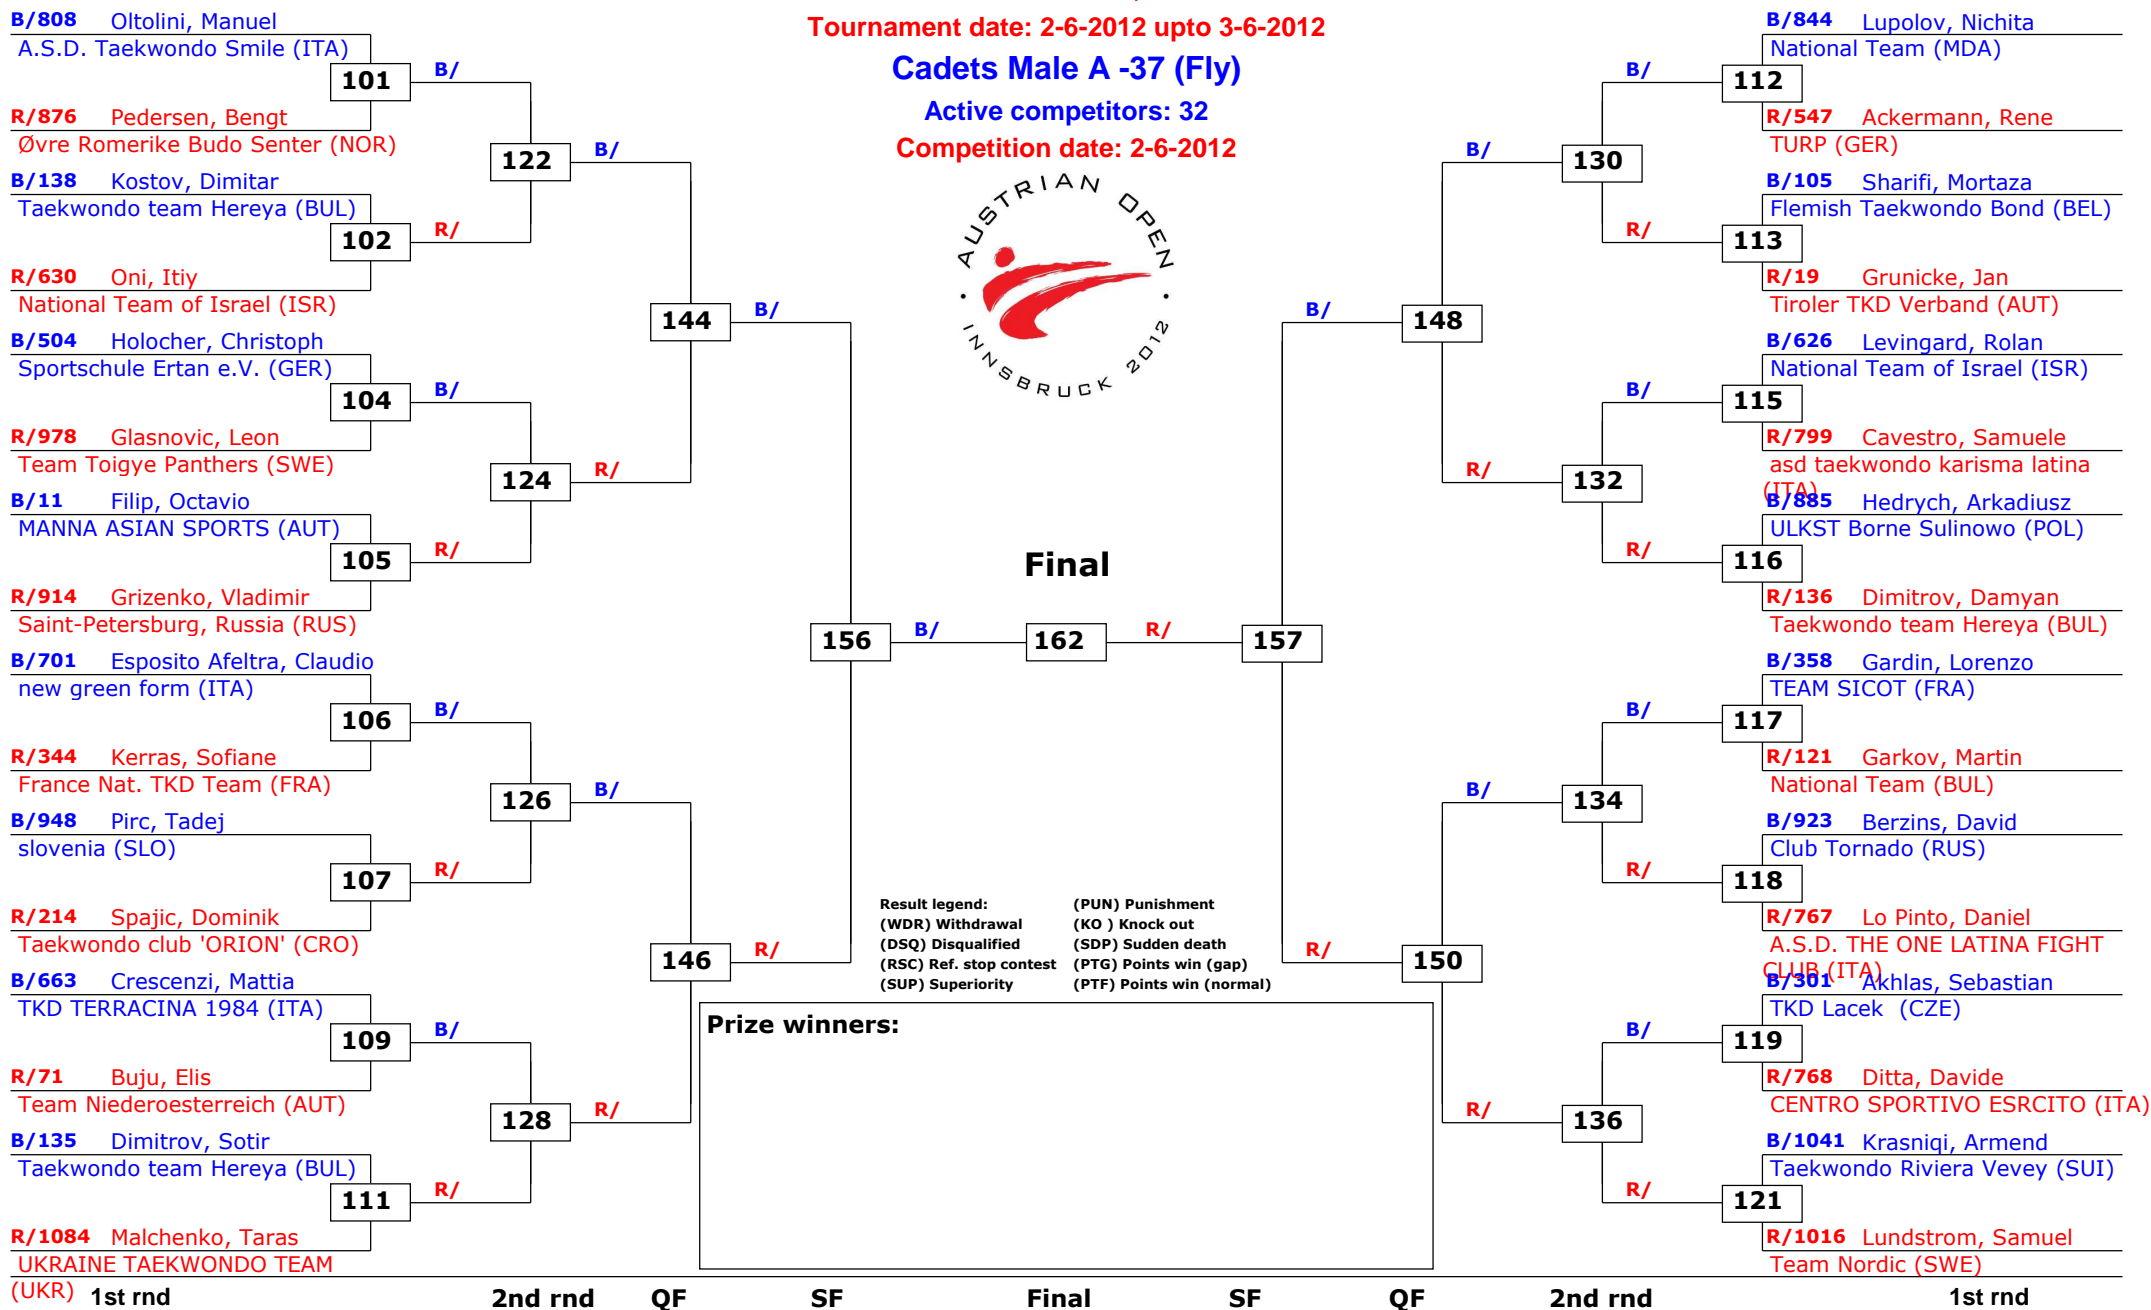 Tournament date: 2-6-2012 upto 3-6-2012
Cadets Male A -37 (Fly)
Active competitors: 32
Competition date: 2-6-2012
AUSTRIAN OPEN
· INNSBRUCK 2012 ·
B/808 Oltolini, Manuel
A.S.D. Taekwondo Smile (ITA)
101 B/
R/876 Pedersen, Bengt
Øvre Romerike Budo Senter (NOR)
122 B/
B/138 Kostov, Dimitar
Taekwondo team Hereya (BUL)
102 R/
R/630 Oni, Itiy
National Team of Israel (ISR)
144 B/
B/504 Holocher, Christoph
Sportschule Ertan e.V. (GER)
104 B/
R/978 Glasnovic, Leon
Team Toigye Panthers (SWE)
124 R/
B/11 Filip, Octavio
MANNA ASIAN SPORTS (AUT)
105 R/
R/914 Grizenko, Vladimir
Saint-Petersburg, Russia (RUS)
156 B/
B/701 Esposito Afeltra, Claudio
new green form (ITA)
106 B/
R/344 Kerras, Sofiane
France Nat. TKD Team (FRA)
126 B/
B/948 Pirc, Tadej
slovenia (SLO)
107 R/
R/214 Spajic, Dominik
Taekwondo club 'ORION' (CRO)
146 R/
B/663 Crescenzi, Mattia
TKD TERRACINA 1984 (ITA)
109 B/
R/71 Buju, Elis
Team Niederoesterreich (AUT)
128 R/
B/135 Dimitrov, Sotir
Taekwondo team Hereya (BUL)
111 R/
R/1084 Malchenko, Taras
UKRAINE TAEKWONDO TEAM
(UKR)
Final
162
B/844 Lupolov, Nichita
National Team (MDA)
B/ 112
R/547 Ackermann, Rene
TURP (GER)
B/ 130
B/105 Sharifi, Mortaza
Flemish Taekwondo Bond (BEL)
R/ 113
R/19 Grunicke, Jan
Tiroler TKD Verband (AUT)
B/ 148
B/626 Levingard, Rolan
National Team of Israel (ISR)
B/ 115
R/799 Cavestro, Samuele
asd taekwondo karisma latina
(ITA)
R/ 132
B/885 Hedrych, Arkadiusz
ULKST Borne Sulinowo (POL)
R/ 116
R/136 Dimitrov, Damyan
Taekwondo team Hereya (BUL)
R/ 157
B/358 Gardin, Lorenzo
TEAM SICOT (FRA)
B/ 117
R/121 Garkov, Martin
National Team (BUL)
B/ 134
B/923 Berzins, David
Club Tornado (RUS)
R/ 118
R/767 Lo Pinto, Daniel
A.S.D. THE ONE LATINA FIGHT
CLUB (ITA)
R/ 150
B/301 Akhlas, Sebastian
TKD Lacek (CZE)
B/ 119
R/768 Ditta, Davide
CENTRO SPORTIVO ESRCITO (ITA)
R/ 136
B/1041 Krasniqi, Armend
Taekwondo Riviera Vevey (SUI)
R/ 121
R/1016 Lundstrom, Samuel
Team Nordic (SWE)
Result legend: (PUN) Punishment
(WDR) Withdrawal (KO ) Knock out
(DSQ) Disqualified (SDP) Sudden death
(RSC) Ref. stop contest (PTG) Points win (gap)
(SUP) Superiority (PTF) Points win (normal)
Prize winners:
1st rnd 2nd rnd QF SF Final SF QF 2nd rnd 1st rnd